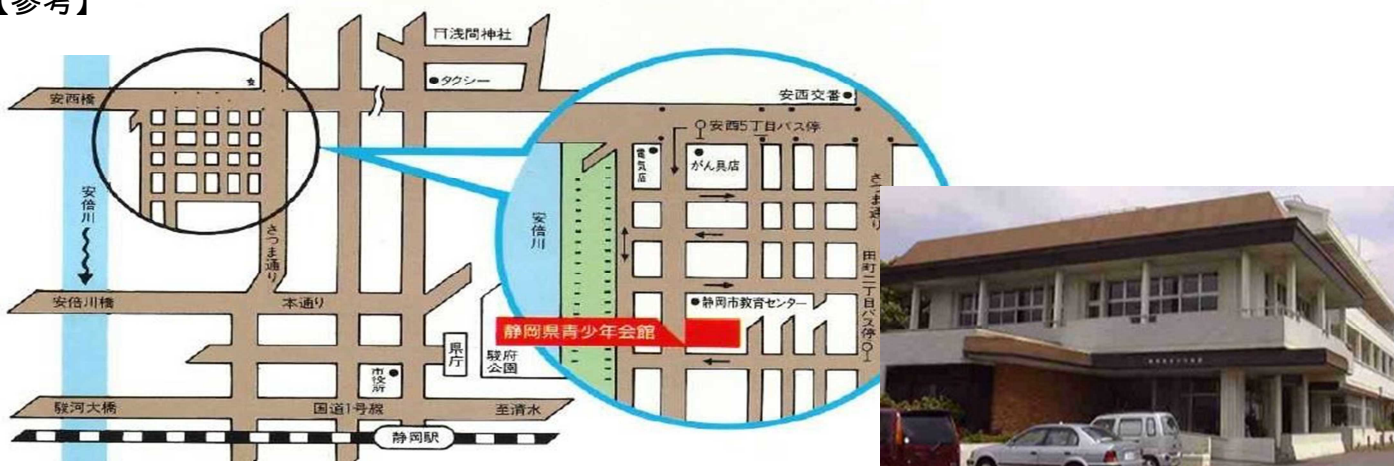 【参考】
浅間神社
タクシー
安西橋
安西交番
安西5丁目バス停
電気店
がん具店
さつま通り
安倍川
安倍川
さつま通り
田町二丁目バス停
安倍川橋
本通り
静岡市教育センター
静岡県青少年会館
県庁
駿府
公園
市役所
駿河大橋
国道1号線
至清水
静岡駅